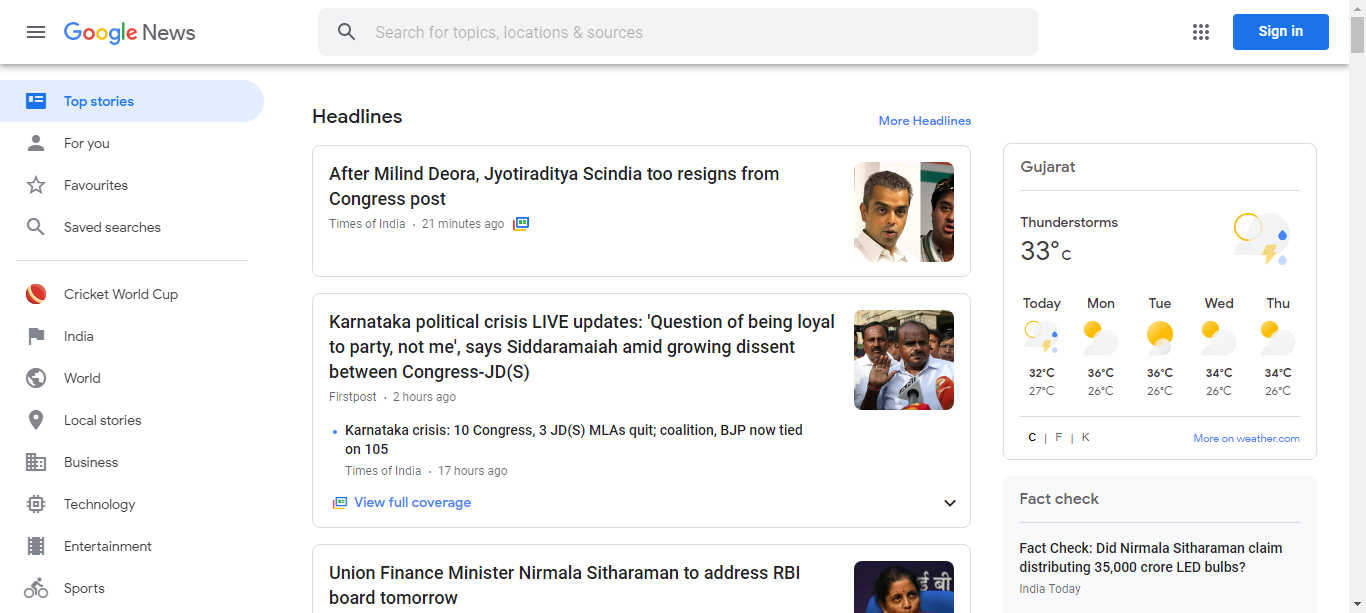 Google News
Search for topics, locations & sources
Sign in
Top stories
For you
Favourites
Saved searches
Cricket World Cup
India
World
Local stories
Business
Technology
Entertainment
Sports
Headlines
More Headlines
After Milind Deora, Jyotiraditya Scindia too resigns from
Congress post
Times of India · 21 minutes ago
Karnataka political crisis LIVE updates: 'Question of being loyal
to party, not me', says Siddaramaiah amid growing dissent
between Congress-JD(S)
Firstpost · 2 hours ago
• Karnataka crisis: 10 Congress, 3 JD(S) MLAs quit; coalition, BJP now tied
on 105
Times of India · 17 hours ago
View full coverage
Union Finance Minister Nirmala Sitharaman to address RBI
board tomorrow
ई बी
Gujarat
Thunderstorms
33°C
Today Mon Tue Wed Thu
32°C 36°C 36°C 34°C 34°C
27°C 26°C 26°C 26°C 26°C
C | F | K
More on weather.com
Fact check
Fact Check: Did Nirmala Sitharaman claim
distributing 35,000 crore LED bulbs?
India Today